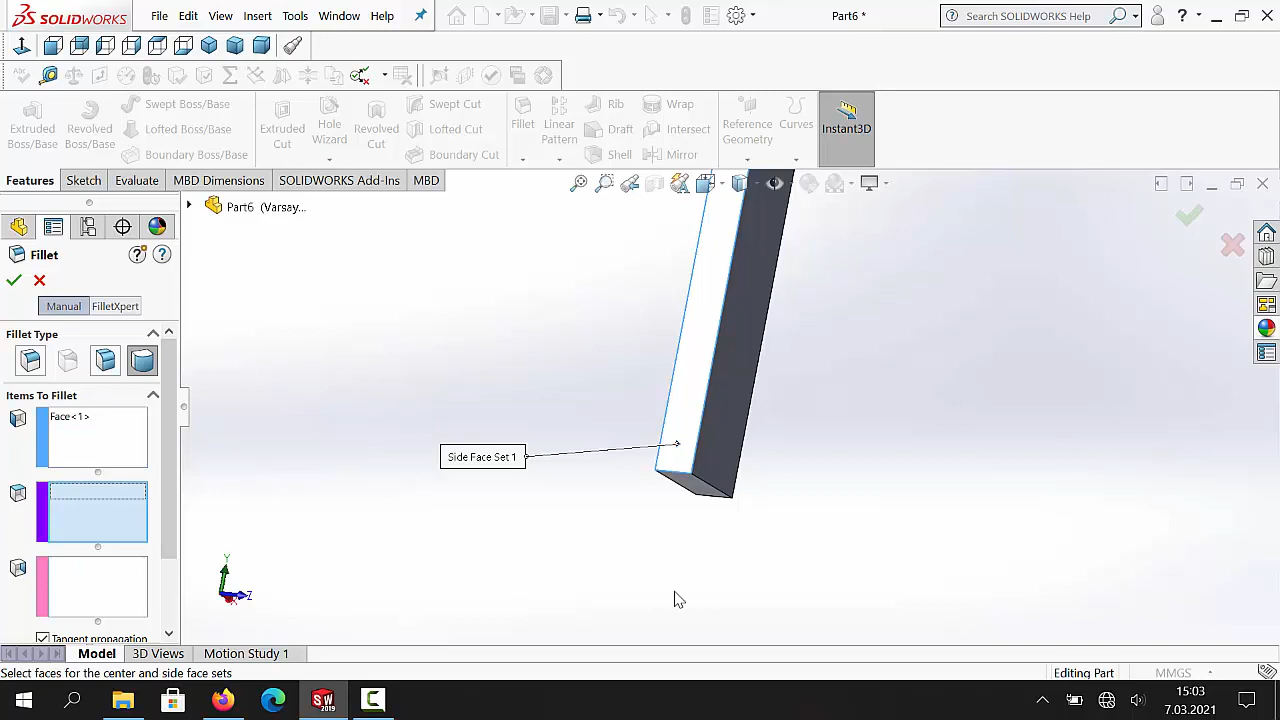 SOLIDWORKS
File Edit View Insert Tools Window Help
Part6 *
Search SOLIDWORKS Help
Extruded Boss/Base
Revolved Boss/Base
Swept Boss/Base
Lofted Boss/Base
Boundary Boss/Base
Extruded Cut
Hole Wizard
Revolved Cut
Swept Cut
Lofted Cut
Boundary Cut
Fillet
Linear Pattern
Rib
Draft
Shell
Wrap
Intersect
Mirror
Reference Geometry
Curves
Instant3D
Features Sketch Evaluate MBD Dimensions SOLIDWORKS Add-Ins MBD
Part6 (Varsay...
Fillet
Manual FilletXpert
Fillet Type
Items To Fillet
Face<1>
Side Face Set 1
Y
Z
Tangent propagation
Model 3D Views Motion Study 1
Select faces for the center and side face sets
Editing Part
MMGS
SW
2019
15:03
7.03.2021